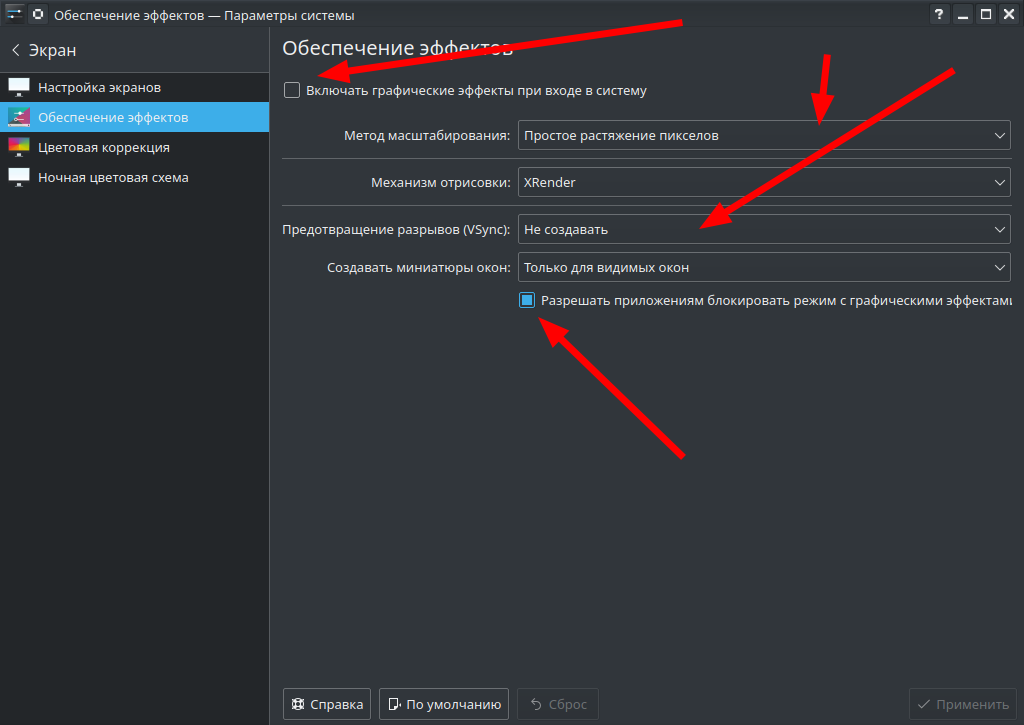 Обеспечение эффектов — Параметры системы
Экран
Настройка экранов
Обеспечение эффектов
Цветовая коррекция
Ночная цветовая схема
Обеспечение эффектов
Включать графические эффекты при входе в систему
Метод масштабирования: Простое растяжение пикселов
Механизм отрисовки: XRender
Предотвращение разрывов (VSync): Не создавать
Создавать миниатюры окон: Только для видимых окон
Разрешать приложениям блокировать режим с графическими эффектами
Справка По умолчанию Сброс Применить